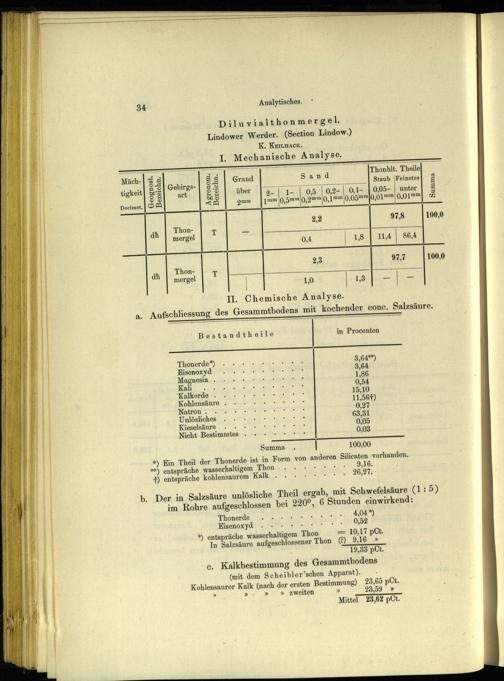 34
Analytisches.
Diluvialthonmergel.
Lindower Werder. (Section Lindow.)
K. Keilhack.
I. Mechanische Analyse.
Mäch-tigkeit Decimet. | Geognost. Bezeichn. | Gebirgs-art | Agronom. Bezeichn. | Grand über 2mm | Sand | Thonhlt. Theile | Summa
2-1mm | 1-0,5mm | 0,5-0,2mm | 0,2-0,1mm | 0,1-0,05mm | Staub 0,05-0,01mm | Feinstes unter 0,01mm
dh | Thon-mergel | T | — | 2,2 | 97,8 | 100,0
0,4 | 1,8 | 11,4 | 86,4
dh | Thon-mergel | T | 2,3 | 97,7 | 100,0
1,0 | 1,3 | — | —
II. Chemische Analyse.
a. Aufschliessung des Gesammtbodens mit kochender conc. Salzsäure.
Bestandtheile | in Procenten
Thonerde*) . . . . . . . . . 3,64**)
Eisenoxyd . . . . . . . . . 3,64
Magnesia . . . . . . . . . 1,86
Kali . . . . . . . . . 0,54
Kalkerde . . . . . . . . . 15,10
Kohlensäure . . . . . . . . . 11,56†)
Natron . . . . . . . . . 0,27
Unlösliches . . . . . . . . . 63,31
Kieselsäure . . . . . . . . . 0,05
Nicht Bestimmtes . . . . . . . 0,03
Summa . 100,00
*) Ein Theil der Thonerde ist in Form von anderen Silicaten vorhanden.
**) entspräche wasserhaltigem Thon . . . . . . . 9,16.
†) entspräche kohlensaurem Kalk . . . . . . . 26,27.
b. Der in Salzsäure unlösliche Theil ergab, mit Schwefelsäure (1 : 5)
im Rohre aufgeschlossen bei 220°, 6 Stunden einwirkend:
Thonerde . . . . . . . . . 4,04*)
Eisenoxyd . . . . . . . . . 0,52
*) entspräche wasserhaltigem Thon = 10,17 pCt.
In Salzsäure aufgeschlossener Thon (?) 9,16 »
19,33 pCt.
c. Kalkbestimmung des Gesammtbodens
(mit dem Scheibler'schen Apparat).
Kohlensaurer Kalk (nach der ersten Bestimmung) 23,65 pCt.
» » » » zweiten » 23,59 »
Mittel 23,62 pCt.